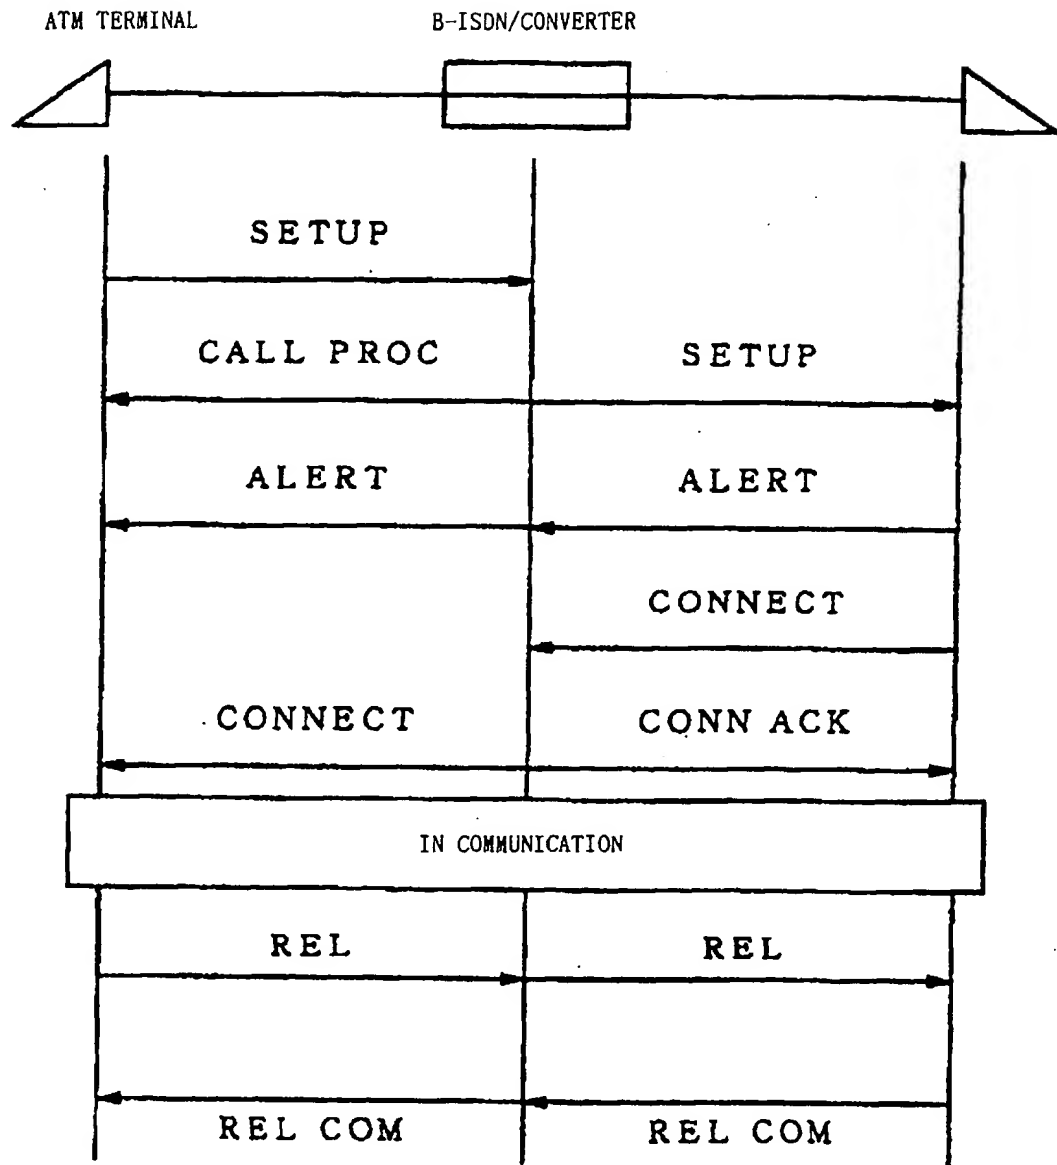 ATM TERMINAL B-ISDN/CONVERTER
SETUP
CALL PROC SETUP
ALERT ALERT
CONNECT
CONNECT CONN ACK
IN COMMUNICATION
REL REL
REL COM REL COM